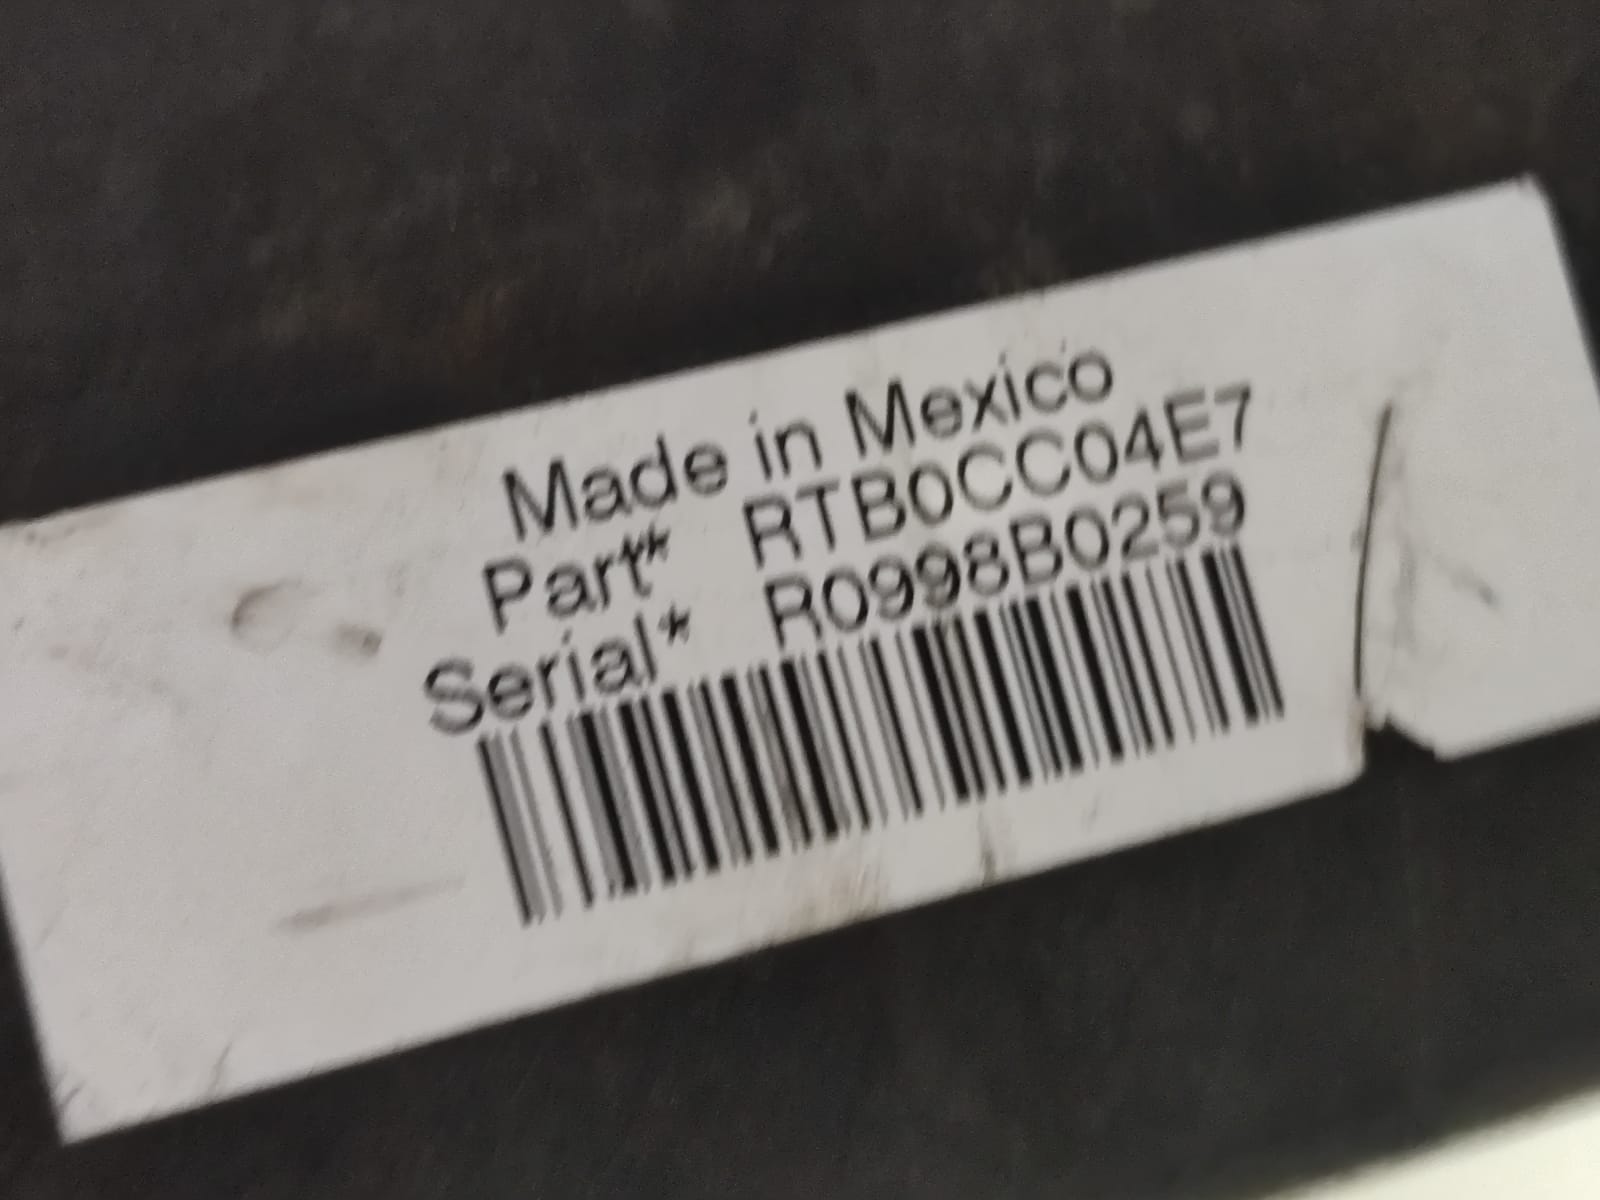 Made in Mexico
Part* RTB0CC04E7
Serial* R0998B0259